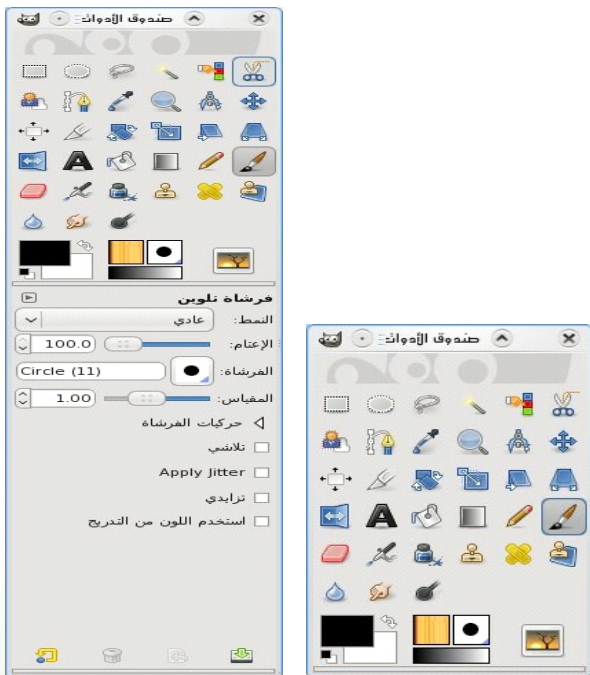 صندوق الأدوات
فرشاة تلوين
النمط: عادي
الإعتام: 100.0
الفرشاة: Circle (11)
المقياس: 1.00
حركيات الفرشاة
تلاشي
Apply Jitter
تزايدي
استخدم اللون من التدريج
صندوق الأدوات